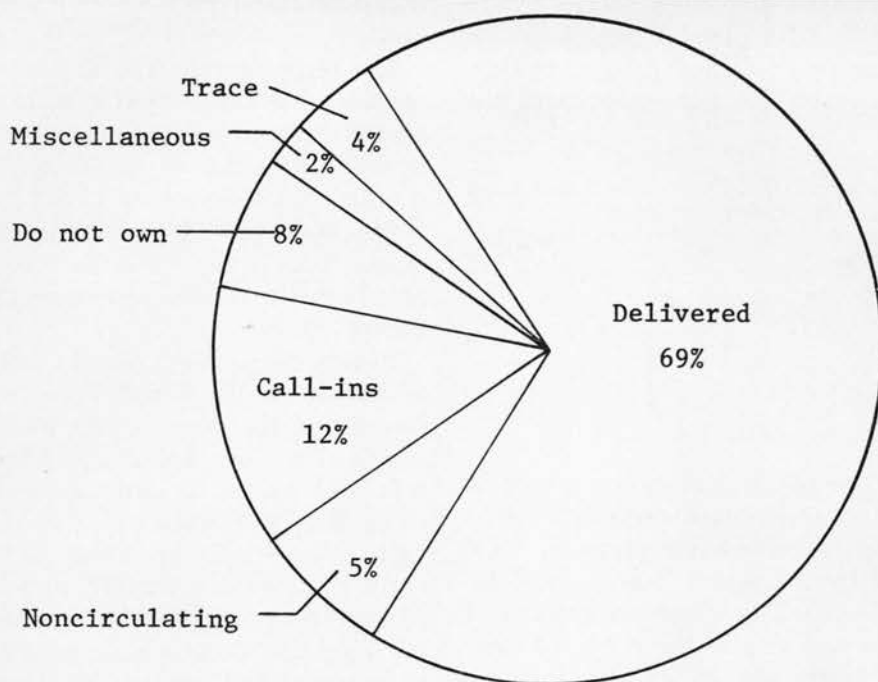 Trace
4%
Miscellaneous
2%
Do not own
8%
Delivered
69%
Call-ins
12%
5%
Noncirculating